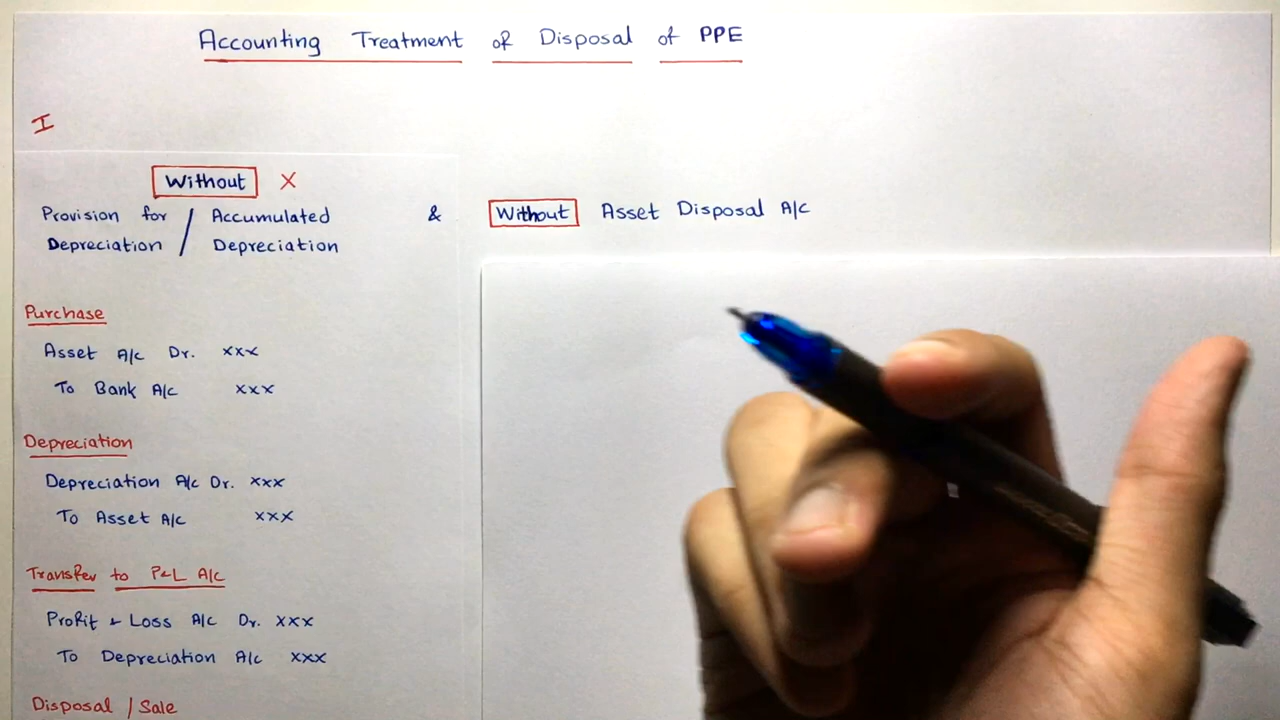 Accounting Treatment of Disposal of PPE
I
Without X
Provision for / Accumulated
Depreciation / Depreciation
& Without Asset Disposal A/c
Purchase
Asset A/c Dr. xxx
To Bank A/c xxx
Depreciation
Depreciation A/c Dr. xxx
To Asset A/c xxx
Transfer to P&L A/c
Profit & Loss A/c Dr. xxx
To Depreciation A/c xxx
Disposal / Sale